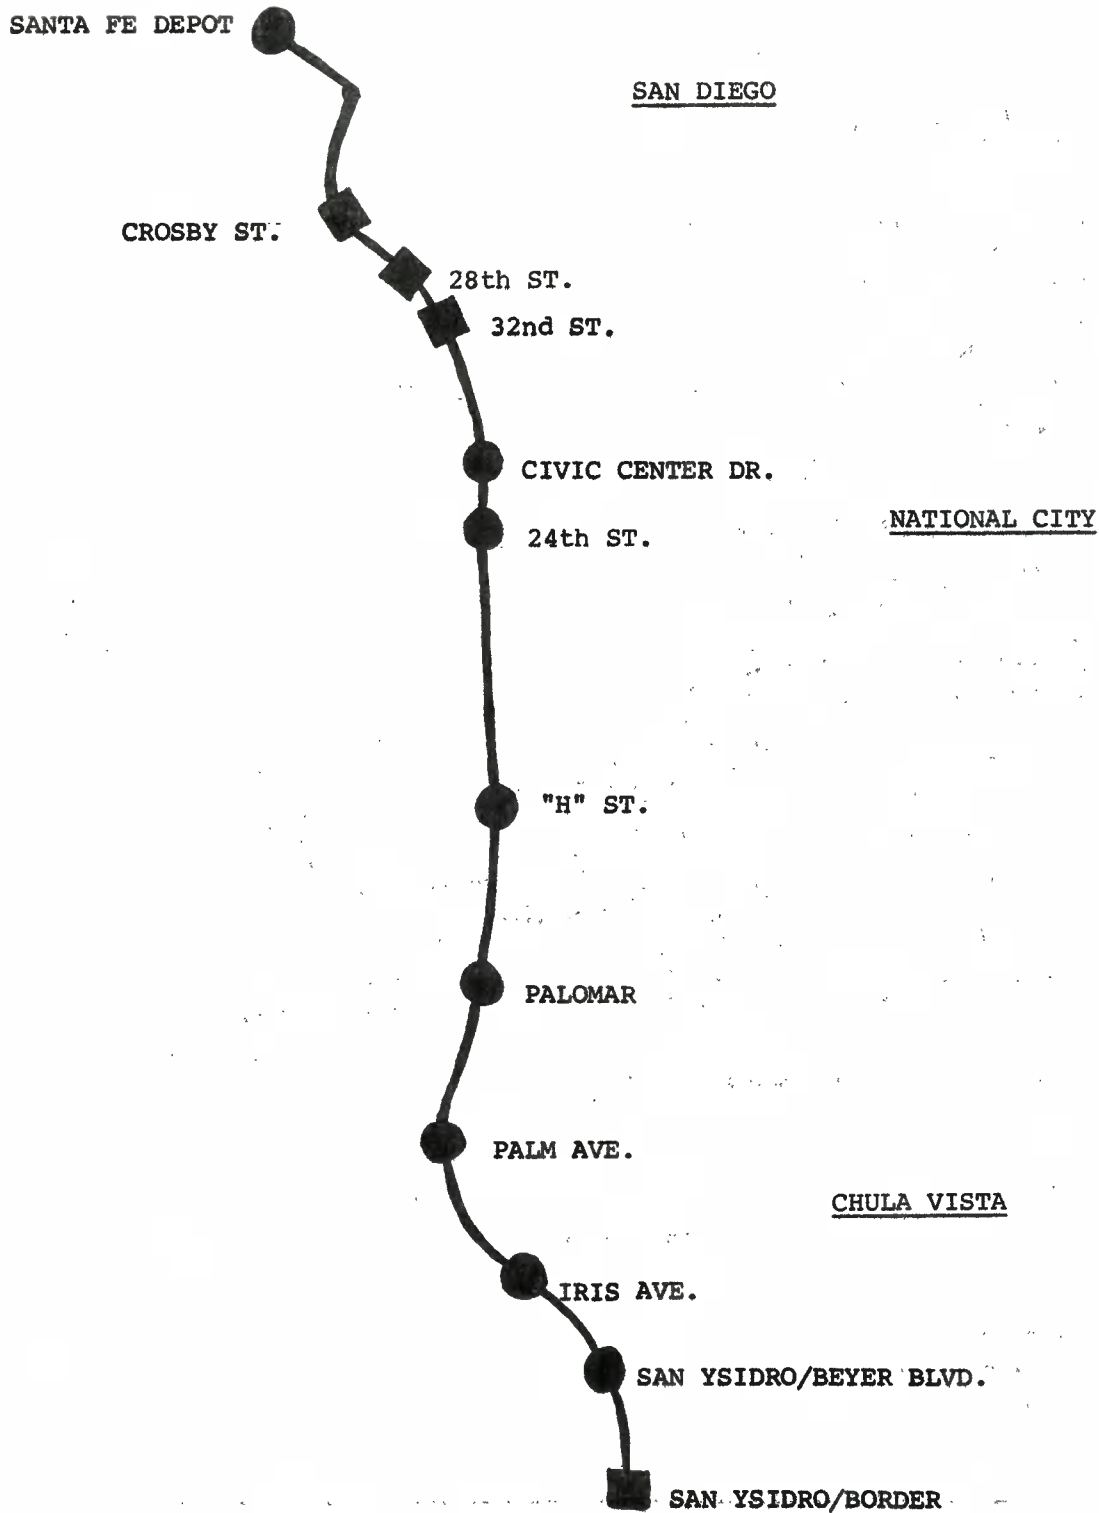 SANTA FE DEPOT
SAN DIEGO
CROSBY ST.
28th ST.
32nd ST.
CIVIC CENTER DR.
NATIONAL CITY
24th ST.
"H" ST.
PALOMAR
PALM AVE.
CHULA VISTA
IRIS AVE.
SAN YSIDRO/BEYER BLVD.
SAN YSIDRO/BORDER